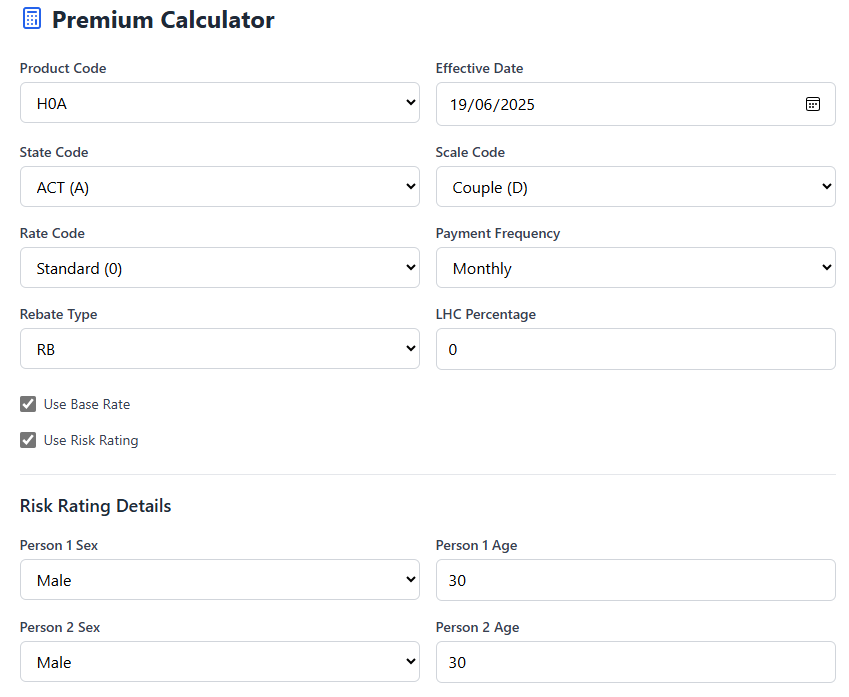 Premium Calculator
Product Code
Effective Date
H0A
19/06/2025
State Code
Scale Code
ACT (A)
Couple (D)
Rate Code
Payment Frequency
Standard (0)
Monthly
Rebate Type
LHC Percentage
RB
0
Use Base Rate
Use Risk Rating
Risk Rating Details
Person 1 Sex
Person 1 Age
Male
30
Person 2 Sex
Person 2 Age
Male
30